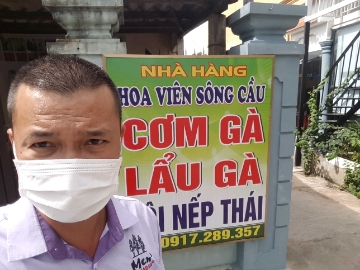 NHÀ HÀNG
HOA VIÊN SÔNG CẦU
CƠM GÀ
LẨU GÀ
NẾP THÁI
0917.289.357